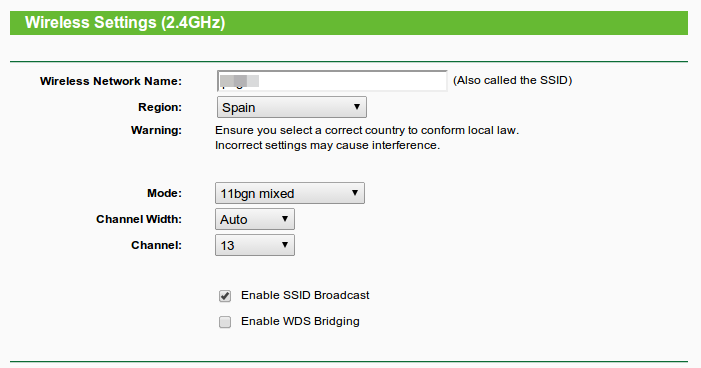 Wireless Settings (2.4GHz)
Wireless Network Name: (Also called the SSID)
Region: Spain
Warning: Ensure you select a correct country to conform local law.
Incorrect settings may cause interference.
Mode: 11bgn mixed
Channel Width: Auto
Channel: 13
Enable SSID Broadcast
Enable WDS Bridging